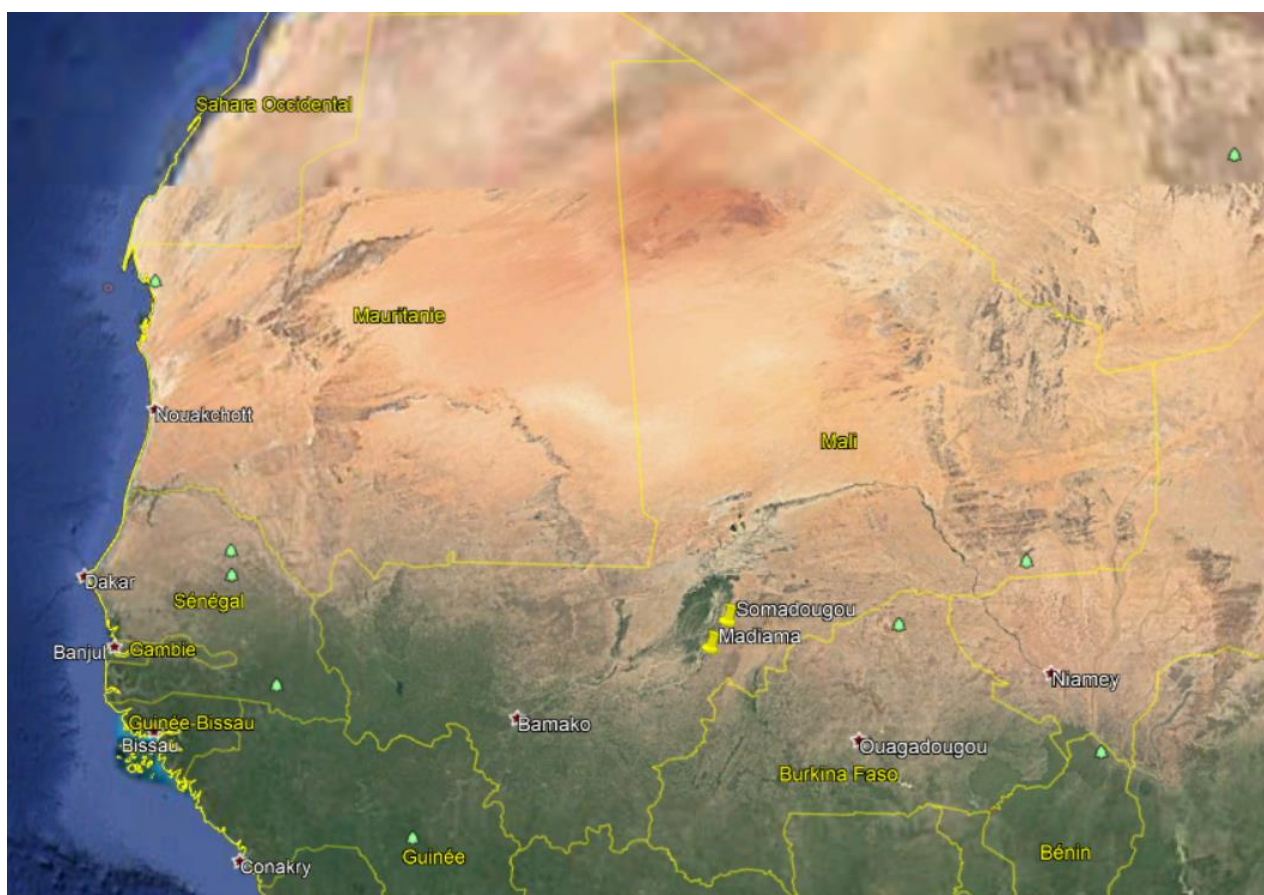 Sahara Occidental
Mauritanie
Nouakchott
Mali
Dakar
Sénégal
Somadougou
Madiama
Banjul
Gambie
Niamey
Guinée-Bissau
Bissau
Bamako
Ouagadougou
Burkina Faso
Conakry
Guinée
Bénin